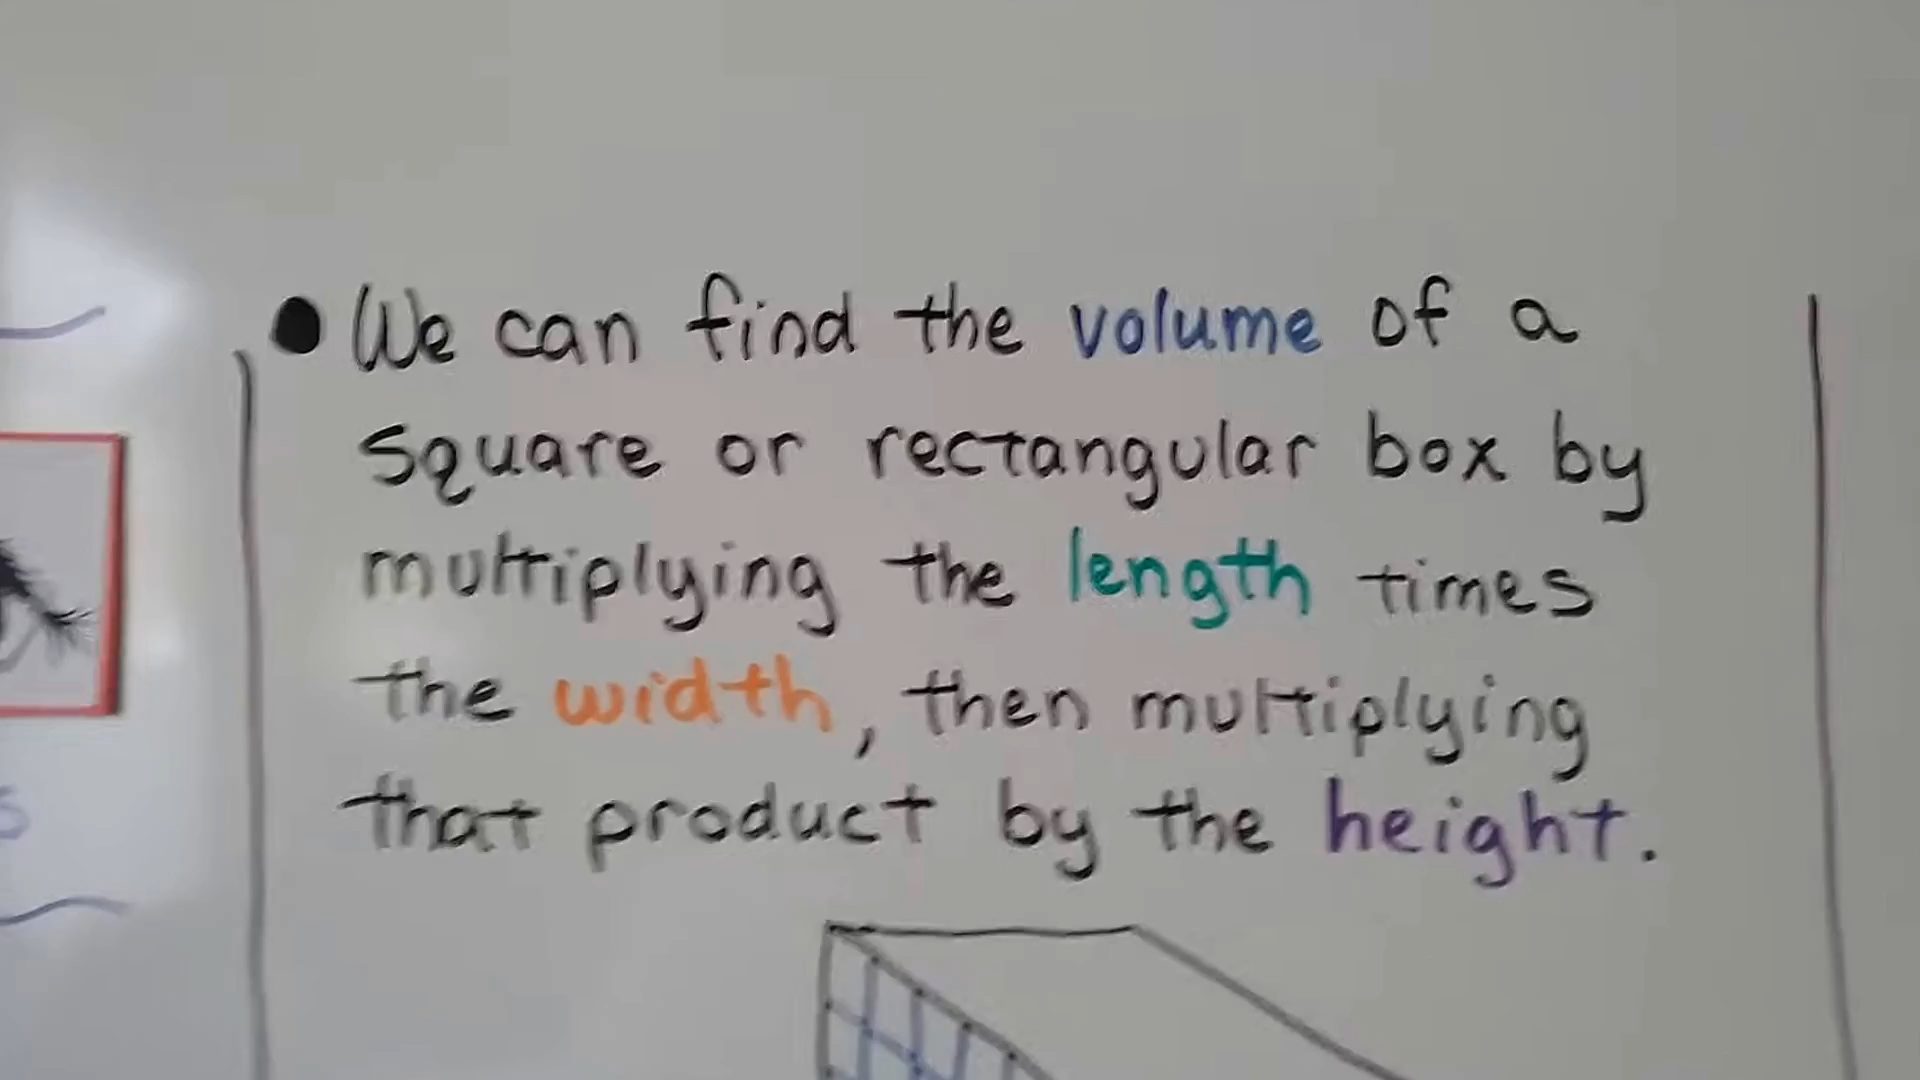 ● We can find the volume of a
square or rectangular box by
multiplying the length times
the width, then multiplying
that product by the height.